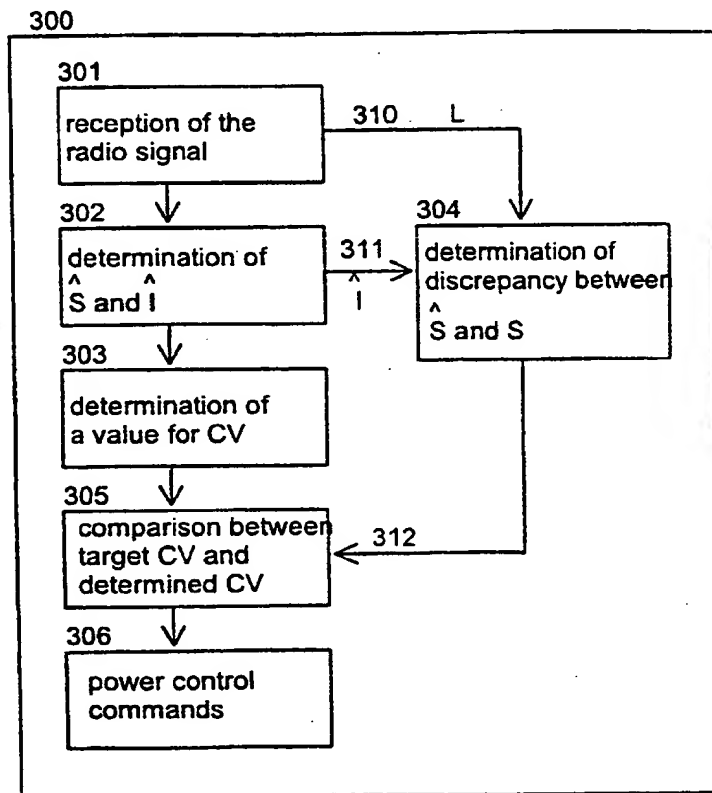 300
301
reception of the
radio signal
310 L
302
determination of
^ ^
S and I
311
^
I
304
determination of
discrepancy between
^
S and S
303
determination of
a value for CV
305
comparison between
target CV and
determined CV
312
306
power control
commands